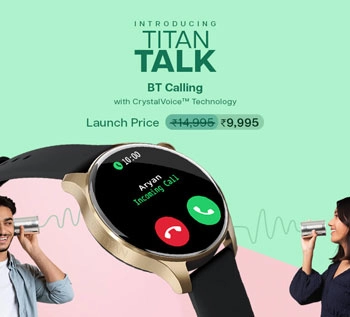 INTRODUCING
TITAN
TALK
BT Calling
with CrystalVoice™ Technology
Launch Price ₹14,995 ₹9,995
10:00
Aryan
Incoming Call